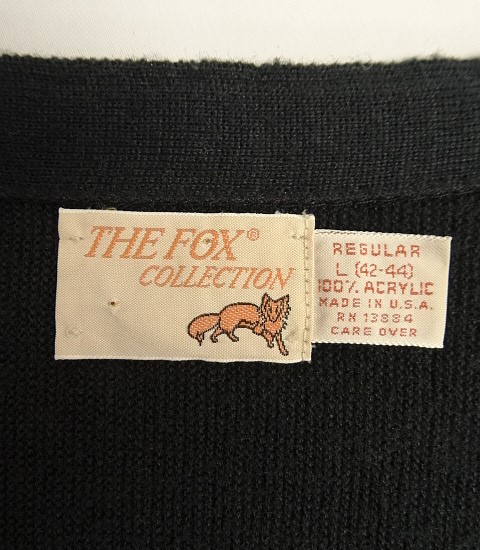 THE FOX®
COLLECTION
REGULAR
L (42-44)
100% ACRYLIC
MADE IN U.S.A.
RN 13884
CARE OVER